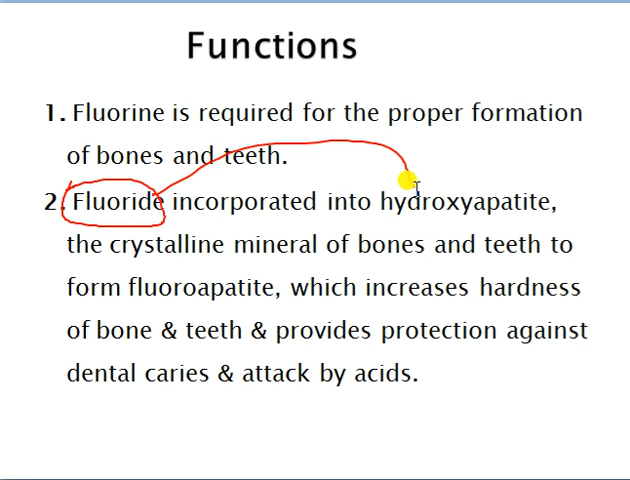 Functions
1. Fluorine is required for the proper formation
of bones and teeth.
2. Fluoride incorporated into hydroxyapatite,
the crystalline mineral of bones and teeth to
form fluoroapatite, which increases hardness
of bone & teeth & provides protection against
dental caries & attack by acids.